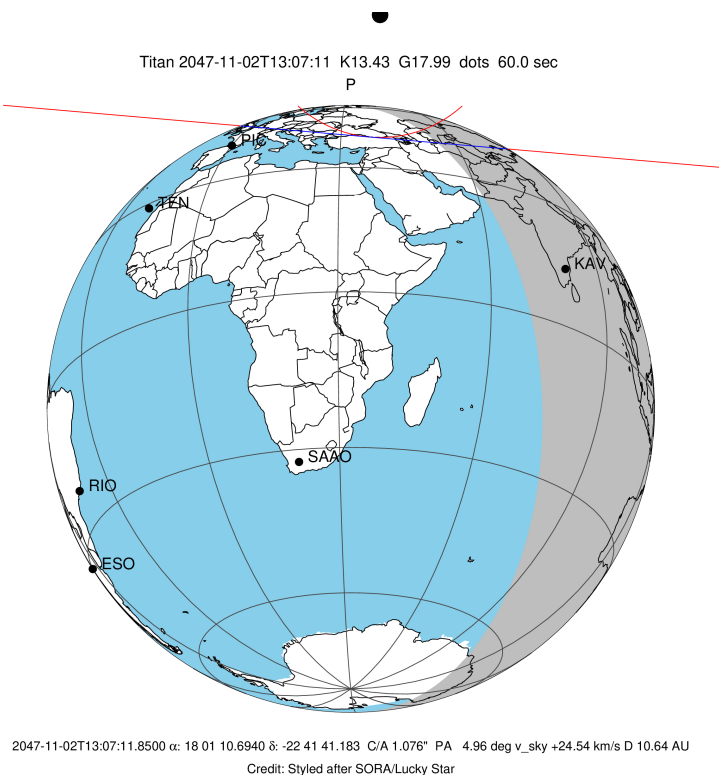 Titan 2047-11-02T13:07:11 K13.43 G17.99 dots 60.0 sec
P
PIC
TEN
KAV
SAAO
RIO
ESO
2047-11-02T13:07:11.8500 α: 18 01 10.6940 δ: -22 41 41.183 C/A 1.076" PA 4.96 deg v_sky +24.54 km/s D 10.64 AU
Credit: Styled after SORA/Lucky Star